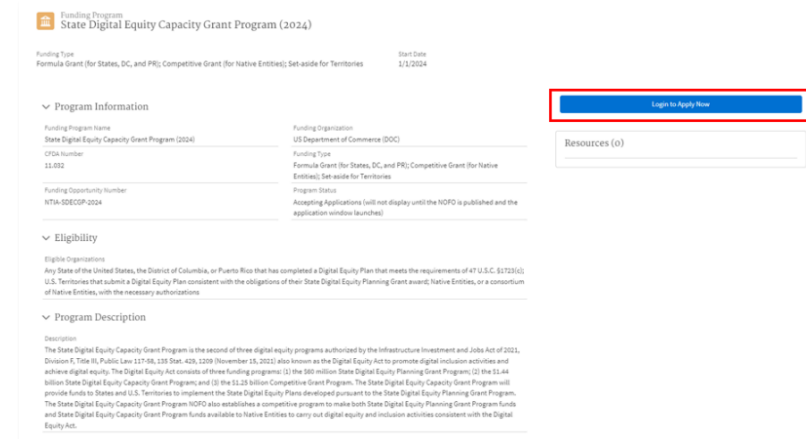 Funding Program
State Digital Equity Capacity Grant Program (2024)
Funding Type
Formula Grant (for States, DC, and PR); Competitive Grant (for Native Entities); Set-aside for Territories
Start Date
1/1/2024
Login to Apply Now
Resources (0)
Program Information
Funding Program Name
State Digital Equity Capacity Grant Program (2024)
Funding Organization
US Department of Commerce (DOC)
CFDA Number
11.032
Funding Type
Formula Grant (for States, DC, and PR); Competitive Grant (for Native
Entities); Set-aside for Territories
Funding Opportunity Number
NTIA-SDECGP-2024
Program Status
Accepting Applications (will not display until the NOFO is published and the
application window launches)
Eligibility
Eligible Organizations
Any State of the United States, the District of Columbia, or Puerto Rico that has completed a Digital Equity Plan that meets the requirements of 47 U.S.C. §1723(c);
U.S. Territories that submit a Digital Equity Plan consistent with the obligations of their State Digital Equity Planning Grant award; Native Entities, or a consortium
of Native Entities, with the necessary authorizations
Program Description
Description
The State Digital Equity Capacity Grant Program is the second of three digital equity programs authorized by the Infrastructure Investment and Jobs Act of 2021,
Division F, Title III, Public Law 117-58, 135 Stat. 429, 1209 (November 15, 2021) also known as the Digital Equity Act to promote digital inclusion activities and
achieve digital equity. The Digital Equity Act consists of three funding programs: (1) the $60 million State Digital Equity Planning Grant Program; (2) the $1.44
billion State Digital Equity Capacity Grant Program; and (3) the $1.25 billion Competitive Grant Program. The State Digital Equity Capacity Grant Program will
provide funds to States and U.S. Territories to implement the State Digital Equity Plans developed pursuant to the State Digital Equity Planning Grant Program.
The State Digital Equity Capacity Grant Program NOFO also establishes a competitive program to make both State Digital Equity Planning Grant Program funds
and State Digital Equity Capacity Grant Program funds available to Native Entities to carry out digital equity and inclusion activities consistent with the Digital
Equity Act.